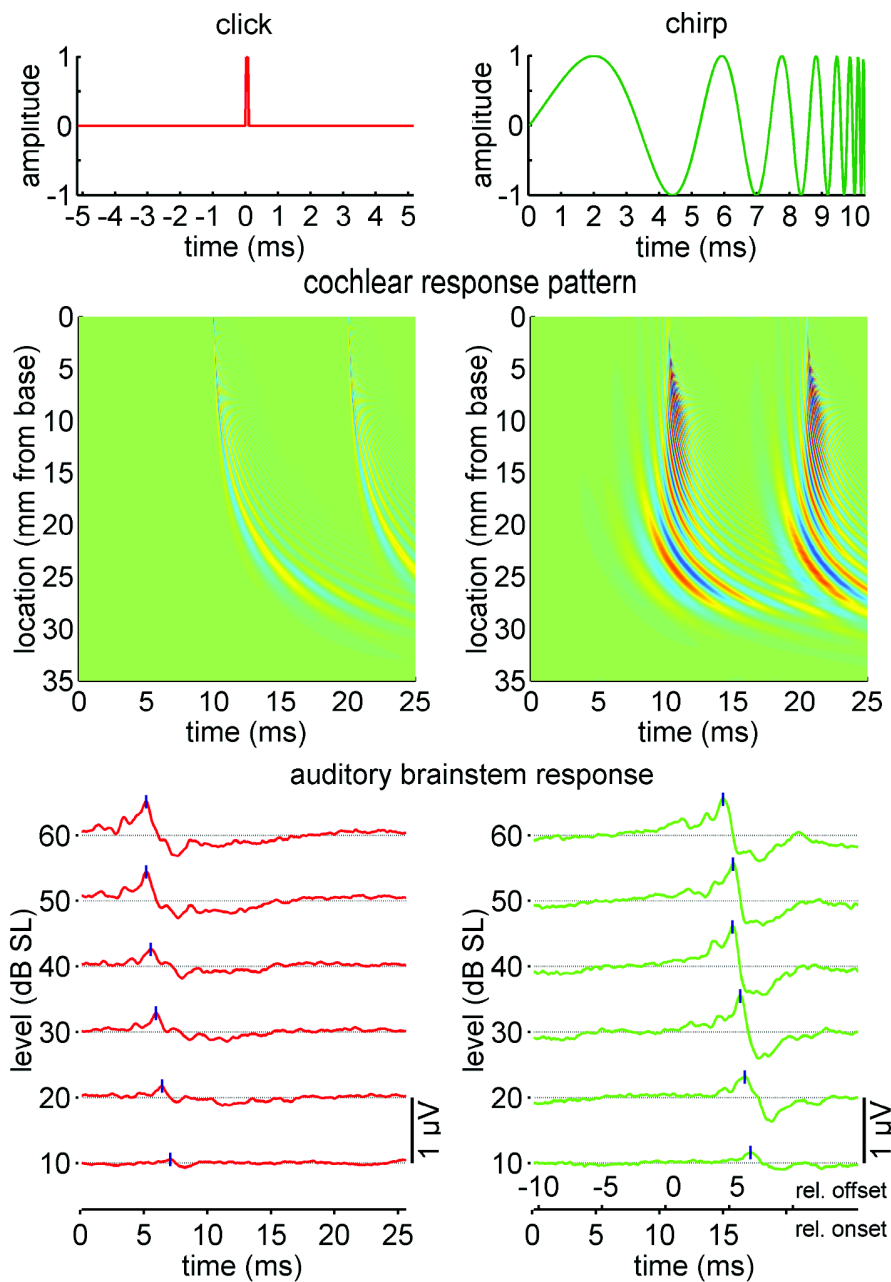 click
chirp
amplitude
1
0
-1
-5 -4 -3 -2 -1 0 1 2 3 4 5
time (ms)
amplitude
1
0
-1
0 1 2 3 4 5 6 7 8 9 10
time (ms)
cochlear response pattern
location (mm from base)
0
5
10
15
20
25
30
35
0 5 10 15 20 25
time (ms)
location (mm from base)
0
5
10
15
20
25
30
35
0 5 10 15 20 25
time (ms)
auditory brainstem response
level (dB SL)
60
50
40
30
20
10
1 µV
0 5 10 15 20 25
time (ms)
level (dB SL)
60
50
40
30
20
10
1 µV
-10 -5 0 5 rel. offset
0 5 10 15 rel. onset
time (ms)